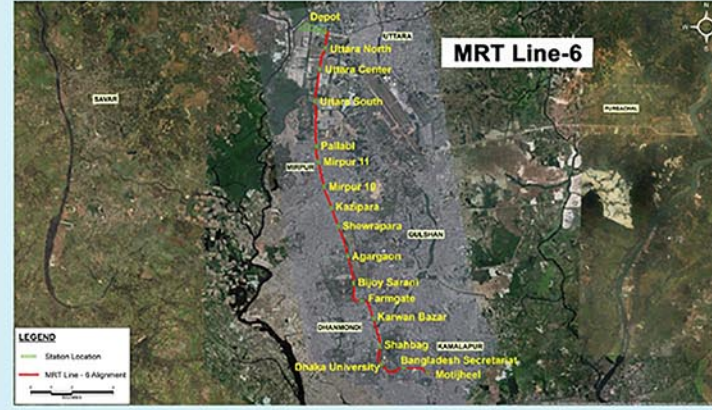 MRT Line-6
N
Depot
UTTARA
Uttara North
Uttara Center
SAVAR
Uttara South
PURBACHAL
Pallabi
MIRPUR
Mirpur 11
Mirpur 10
Kazipara
Shewrapara
GULSHAN
Agargaon
Bijoy Sarani
Farmgate
Karwan Bazar
DHANMONDI
Shahbag
KAMALAPUR
Bangladesh Secretariat
Dhaka University
Motijheel
LEGEND
Station Location
MRT Line - 6 Alignment